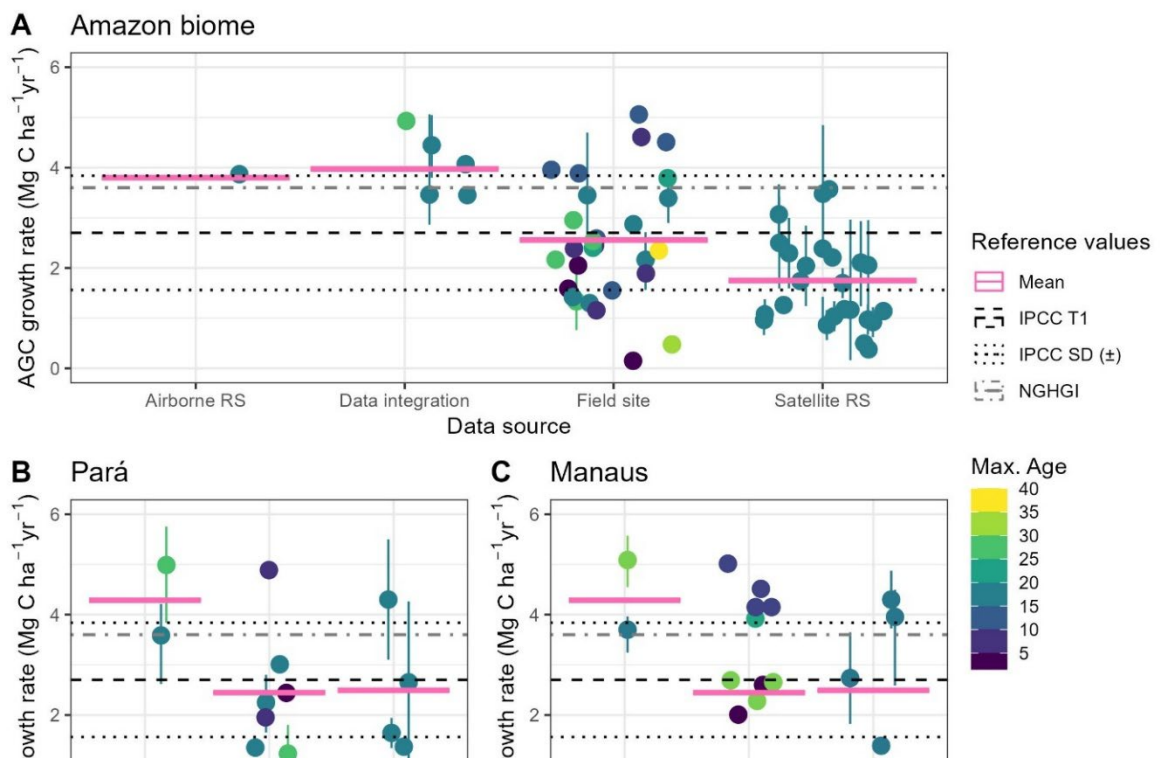 A Amazon biome
AGC growth rate (Mg C ha⁻¹yr⁻¹)
6
4
2
0
Airborne RS Data integration Field site Satellite RS
Data source
Reference values
Mean
IPCC T1
IPCC SD (±)
NGHGI
Max. Age
40
35
30
25
20
15
10
5
B Pará
owth rate (Mg C ha⁻¹yr⁻¹)
6
4
2
C Manaus
owth rate (Mg C ha⁻¹yr⁻¹)
6
4
2